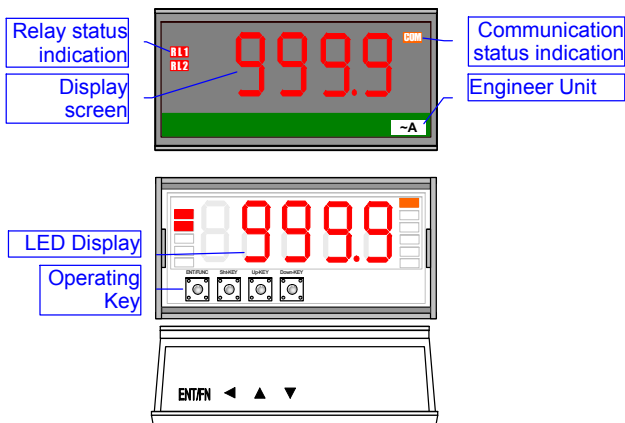 Relay status
indication
Display
screen
RL1
RL2
999.9
COM
~A
Communication
status indication
Engineer Unit
LED Display
Operating
Key
999.9
ENT/FUNC Sht-KEY Up-KEY Down-KEY
ENT/FN ◄ ▲ ▼